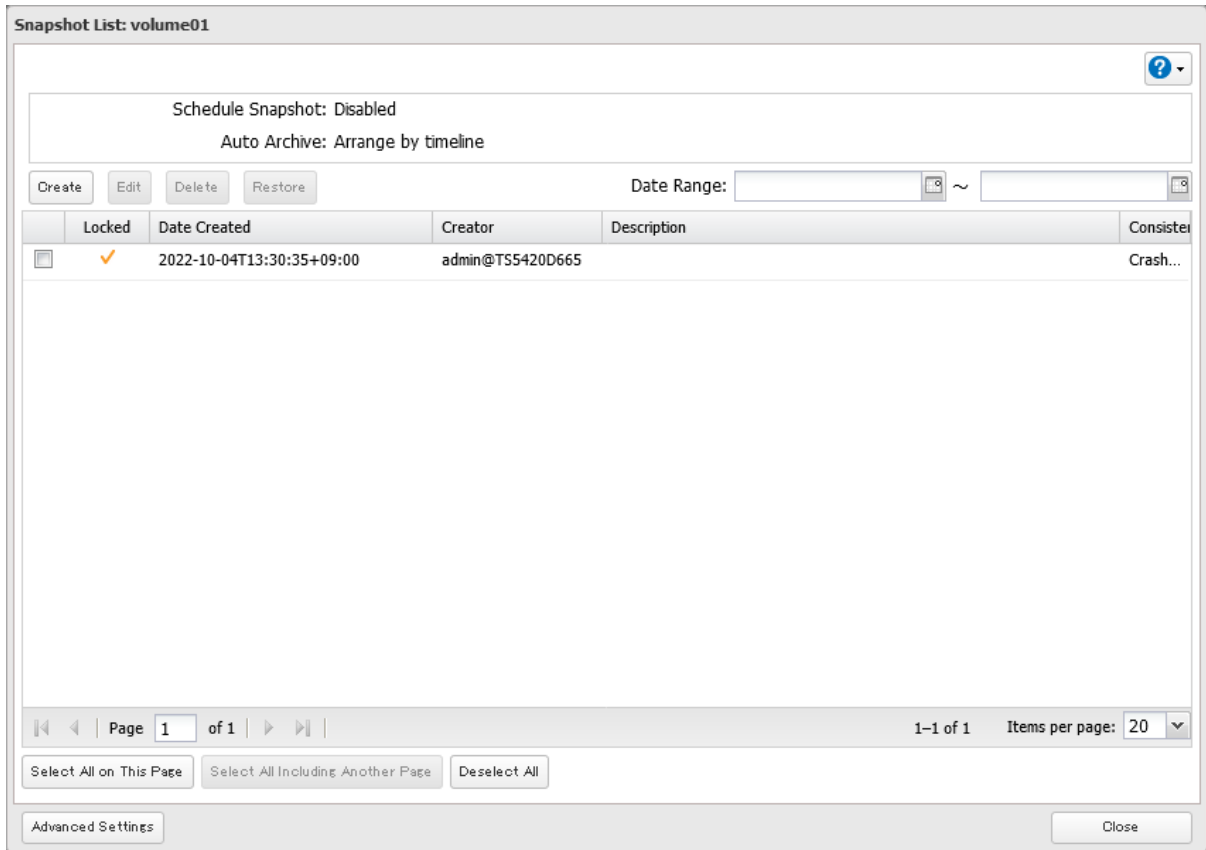 Snapshot List: volume01
?
Schedule Snapshot: Disabled
Auto Archive: Arrange by timeline
Create Edit Delete Restore Date Range: ~
Locked Date Created Creator Description Consister
2022-10-04T13:30:35+09:00 admin@TS5420D665 Crash...
Page 1 of 1 1–1 of 1 Items per page: 20
Select All on This Page Select All Including Another Page Deselect All
Advanced Settings Close